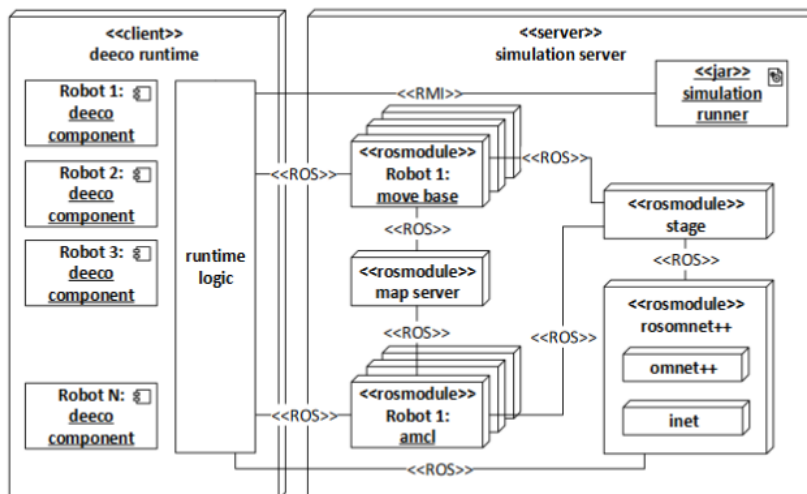 <<client>>
deeco runtime
Robot 1:
deeco
component
Robot 2:
deeco
component
Robot 3:
deeco
component
Robot N:
deeco
component
runtime
logic
<<server>>
simulation server
<<RMI>>
<<jar>>
simulation
runner
<<ROS>>
<<rosmodule>>
Robot 1:
move base
<<ROS>>
<<ROS>>
<<rosmodule>>
map server
<<ROS>>
<<rosmodule>>
Robot 1:
amcl
<<ROS>>
<<ROS>>
<<rosmodule>>
stage
<<ROS>>
<<rosmodule>>
rosomnet++
omnet++
inet
<<ROS>>